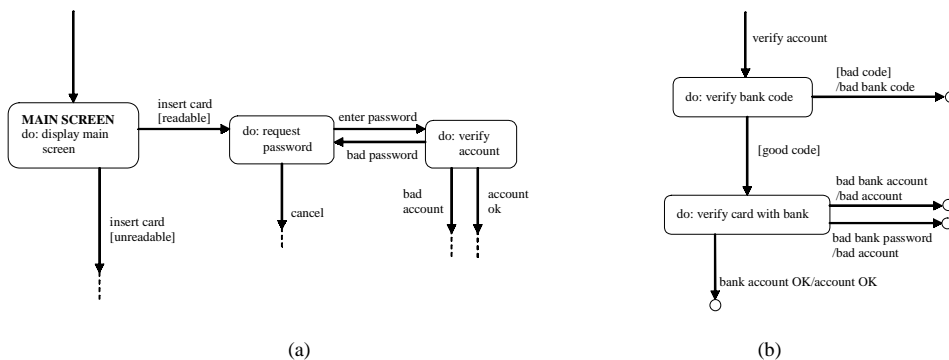 MAIN SCREEN
do: display main
screen
insert card
[readable]
insert card
[unreadable]
do: request
password
enter password
bad password
cancel
do: verify
account
bad
account
account
ok
(a)
verify account
do: verify bank code
[bad code]
/bad bank code
[good code]
do: verify card with bank
bad bank account
/bad account
bad bank password
/bad account
bank account OK/account OK
(b)